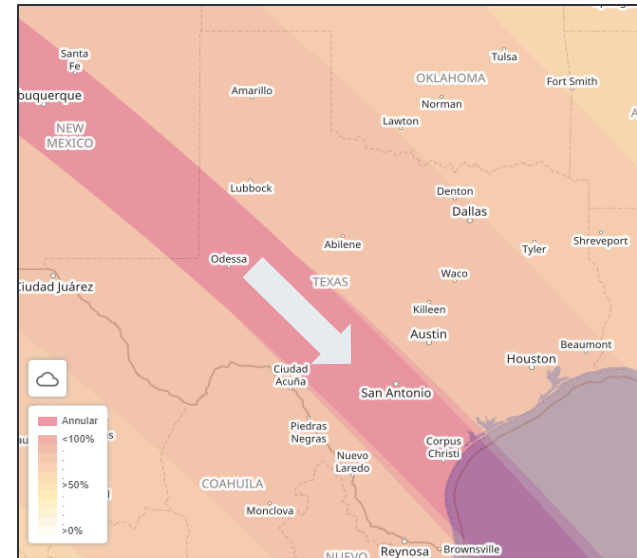 Santa
Fe
Tulsa
OKLAHOMA
Fort Smith
Amarillo
buquerque
Norman
Lawton
NEW
MEXICO
Lubbock
Denton
Dallas
Abilene
Tyler
Shreveport
Odessa
Waco
TEXAS
Ciudad Juárez
Killeen
Austin
Beaumont
Houston
Ciudad
Acuña
San Antonio
Annular
<100%
.
.
>50%
.
.
>0%
Piedras
Negras
Corpus
Christi
Nuevo
Laredo
COAHUILA
Monclova
NUEVO
Reynosa
Brownsville